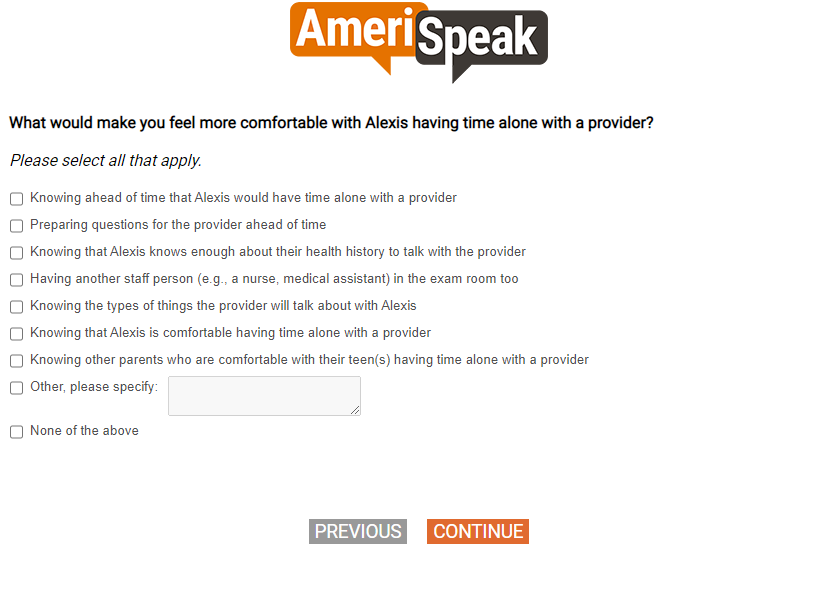 AmeriSpeak
What would make you feel more comfortable with Alexis having time alone with a provider?
Please select all that apply.
Knowing ahead of time that Alexis would have time alone with a provider
Preparing questions for the provider ahead of time
Knowing that Alexis knows enough about their health history to talk with the provider
Having another staff person (e.g., a nurse, medical assistant) in the exam room too
Knowing the types of things the provider will talk about with Alexis
Knowing that Alexis is comfortable having time alone with a provider
Knowing other parents who are comfortable with their teen(s) having time alone with a provider
Other, please specify:
None of the above
PREVIOUS CONTINUE